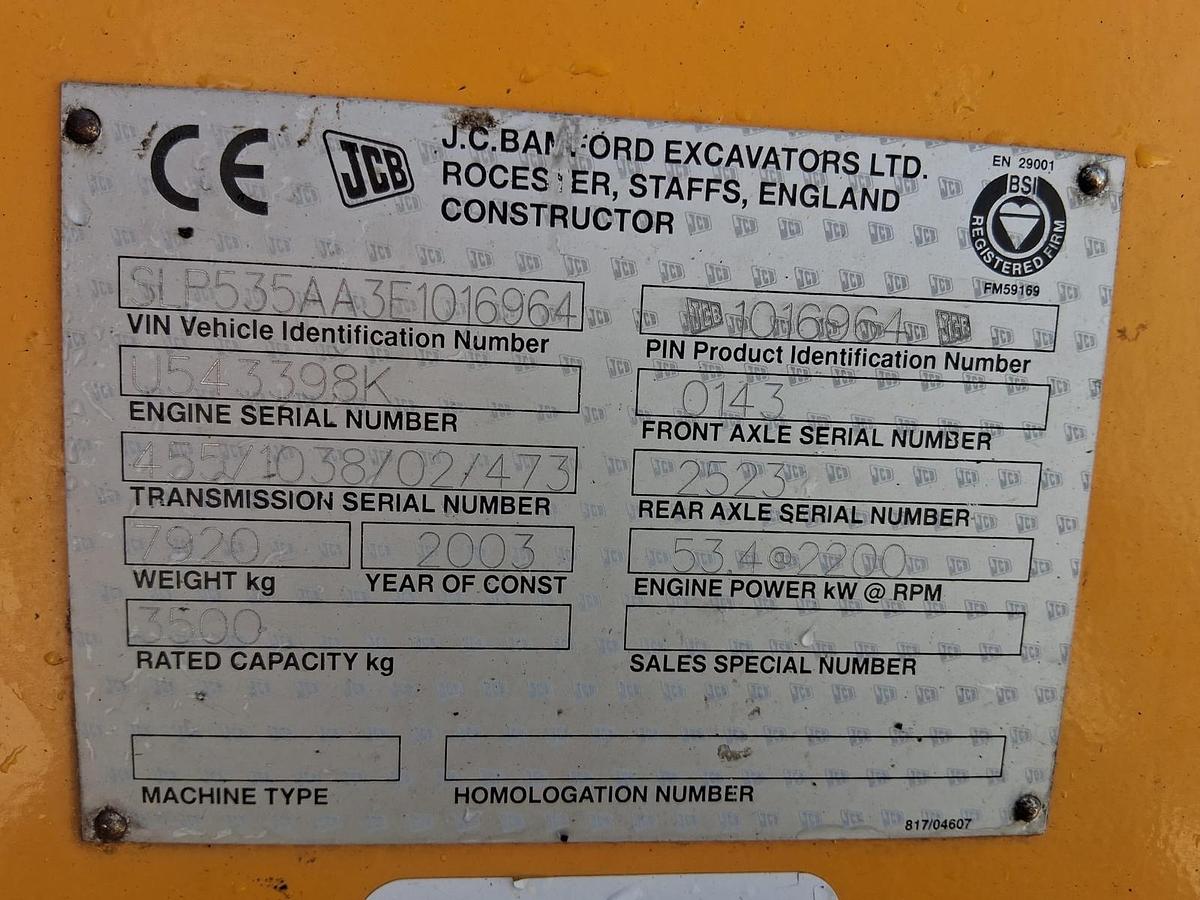 CE
JCB
J.C.BAMFORD EXCAVATORS LTD.
ROCESTER, STAFFS, ENGLAND
CONSTRUCTOR
EN 29001
BSI
REGISTERED FIRM
FM59169
SLP535AA3E1016964
VIN Vehicle Identification Number
JCB 1016964 JCB
PIN Product Identification Number
U543398K
ENGINE SERIAL NUMBER
0143
FRONT AXLE SERIAL NUMBER
455/1038/02/473
TRANSMISSION SERIAL NUMBER
2523
REAR AXLE SERIAL NUMBER
7920
WEIGHT kg
2003
YEAR OF CONST
53.4@2200
ENGINE POWER kW @ RPM
3500
RATED CAPACITY kg
SALES SPECIAL NUMBER
MACHINE TYPE
HOMOLOGATION NUMBER
817/04607